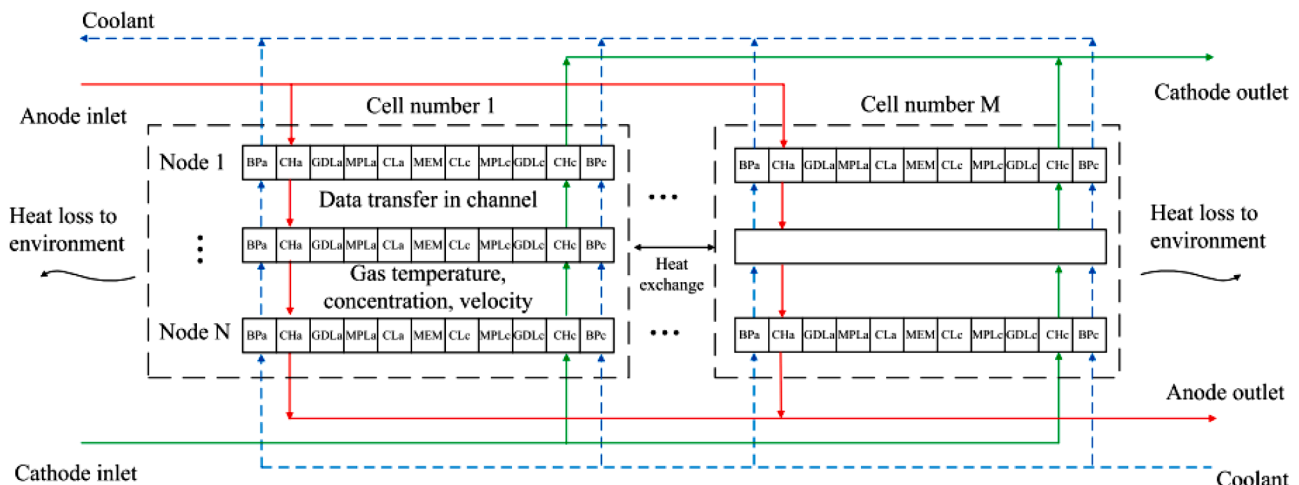 Coolant
Cathode outlet
Anode inlet
Cell number 1
Cell number M
Node 1
BPa CHa GDLa MPLa CLa MEM CLc MPLc GDLc CHc BPc
BPa CHa GDLa MPLa CLa MEM CLc MPLc GDLc CHc BPc
Data transfer in channel
...
Heat loss to
environment
...
BPa CHa GDLa MPLa CLa MEM CLc MPLc GDLc CHc BPc
Heat
exchange
Heat loss to
environment
Gas temperature,
concentration, velocity
Node N
BPa CHa GDLa MPLa CLa MEM CLc MPLc GDLc CHc BPc
...
BPa CHa GDLa MPLa CLa MEM CLc MPLc GDLc CHc BPc
Anode outlet
Cathode inlet
Coolant